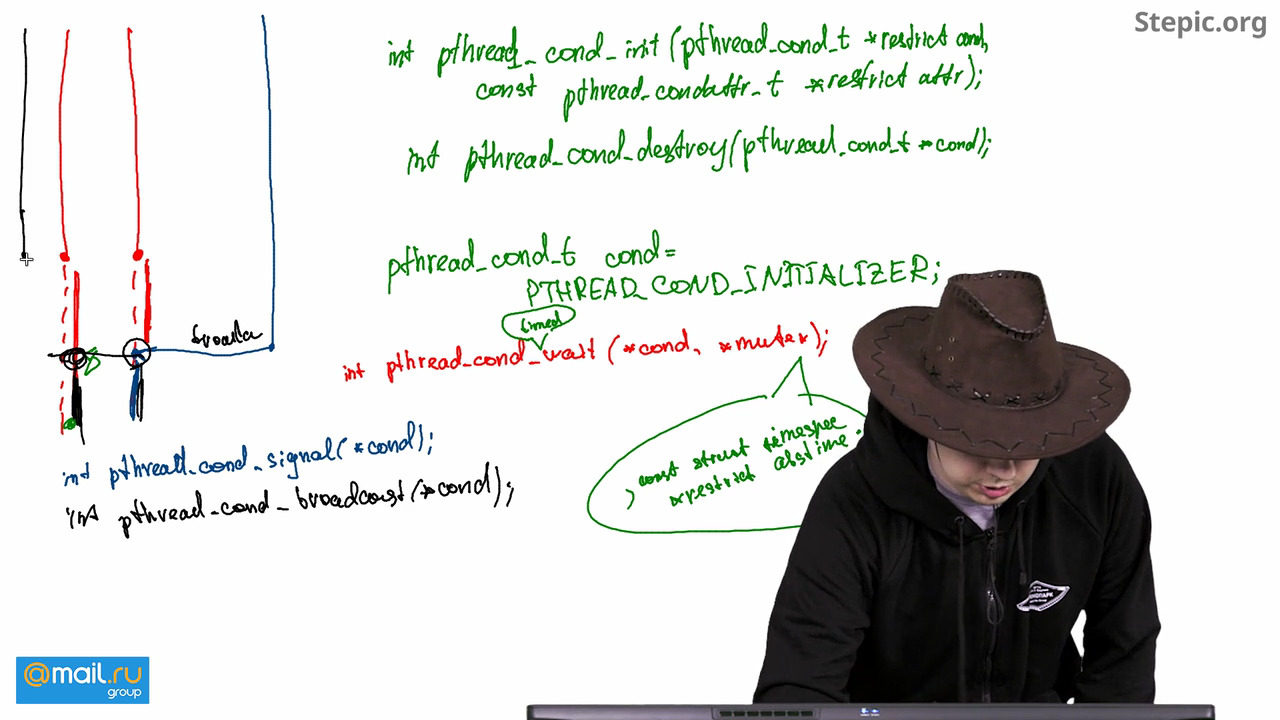 Stepic.org
int pthread_cond_init(pthread_cond_t *restrict cond,
const pthread_condattr_t *restrict attr);
int pthread_cond_destroy(pthread_cond_t *cond);
pthread_cond_t cond=
PTHREAD_COND_INITIALIZER;
timed
int pthread_cond_wait (*cond, *mutex);
broadca
, const struct timespec
*restrict abstime.
int pthread_cond_signal(*cond);
int pthread_cond_broadcast(*cond);
@mail.ru
group